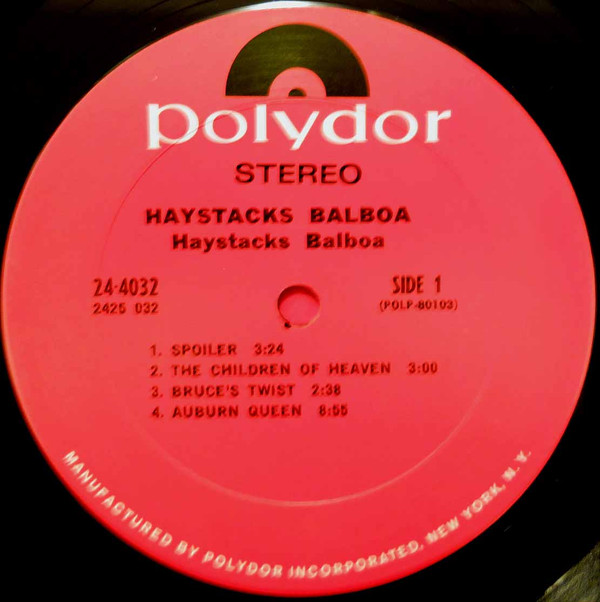 polydor
STEREO
HAYSTACKS BALBOA
Haystacks Balboa
24-4032
2425 032
SIDE 1
(POLP-80103)
1. SPOILER 3:24
2. THE CHILDREN OF HEAVEN 3:00
3. BRUCE'S TWIST 2:38
4. AUBURN QUEEN 8:55
MANUFACTURED BY POLYDOR INCORPORATED, NEW YORK, N. Y.